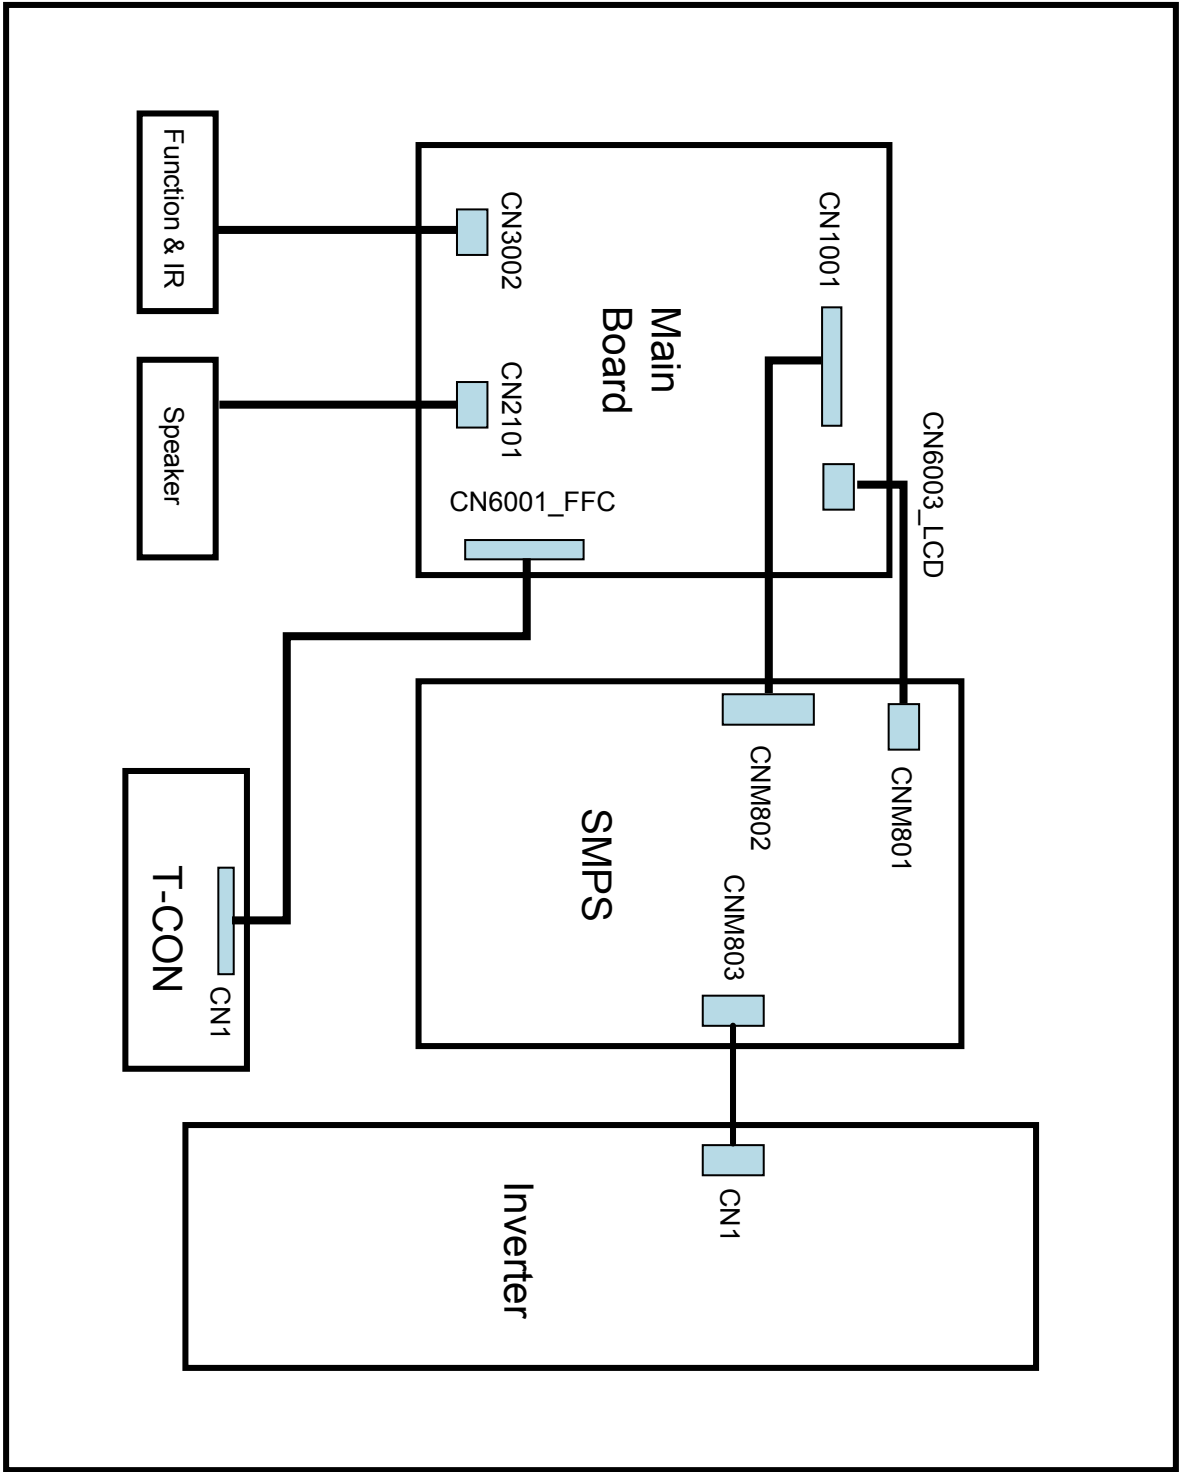 Function & IR
Speaker
CN3002
CN2101
CN1001
Main
Board
CN6001_FFC
CN6003_LCD
CNM801
CNM802
CNM803
SMPS
T-CON
CN1
CN1
Inverter